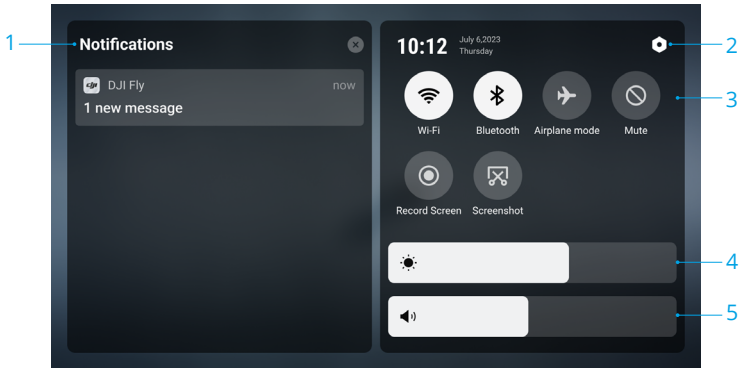 1
Notifications
dji DJI Fly now
1 new message
10:12 July 6,2023
Thursday
2
3
Wi-Fi Bluetooth Airplane mode Mute
Record Screen Screenshot
4
5